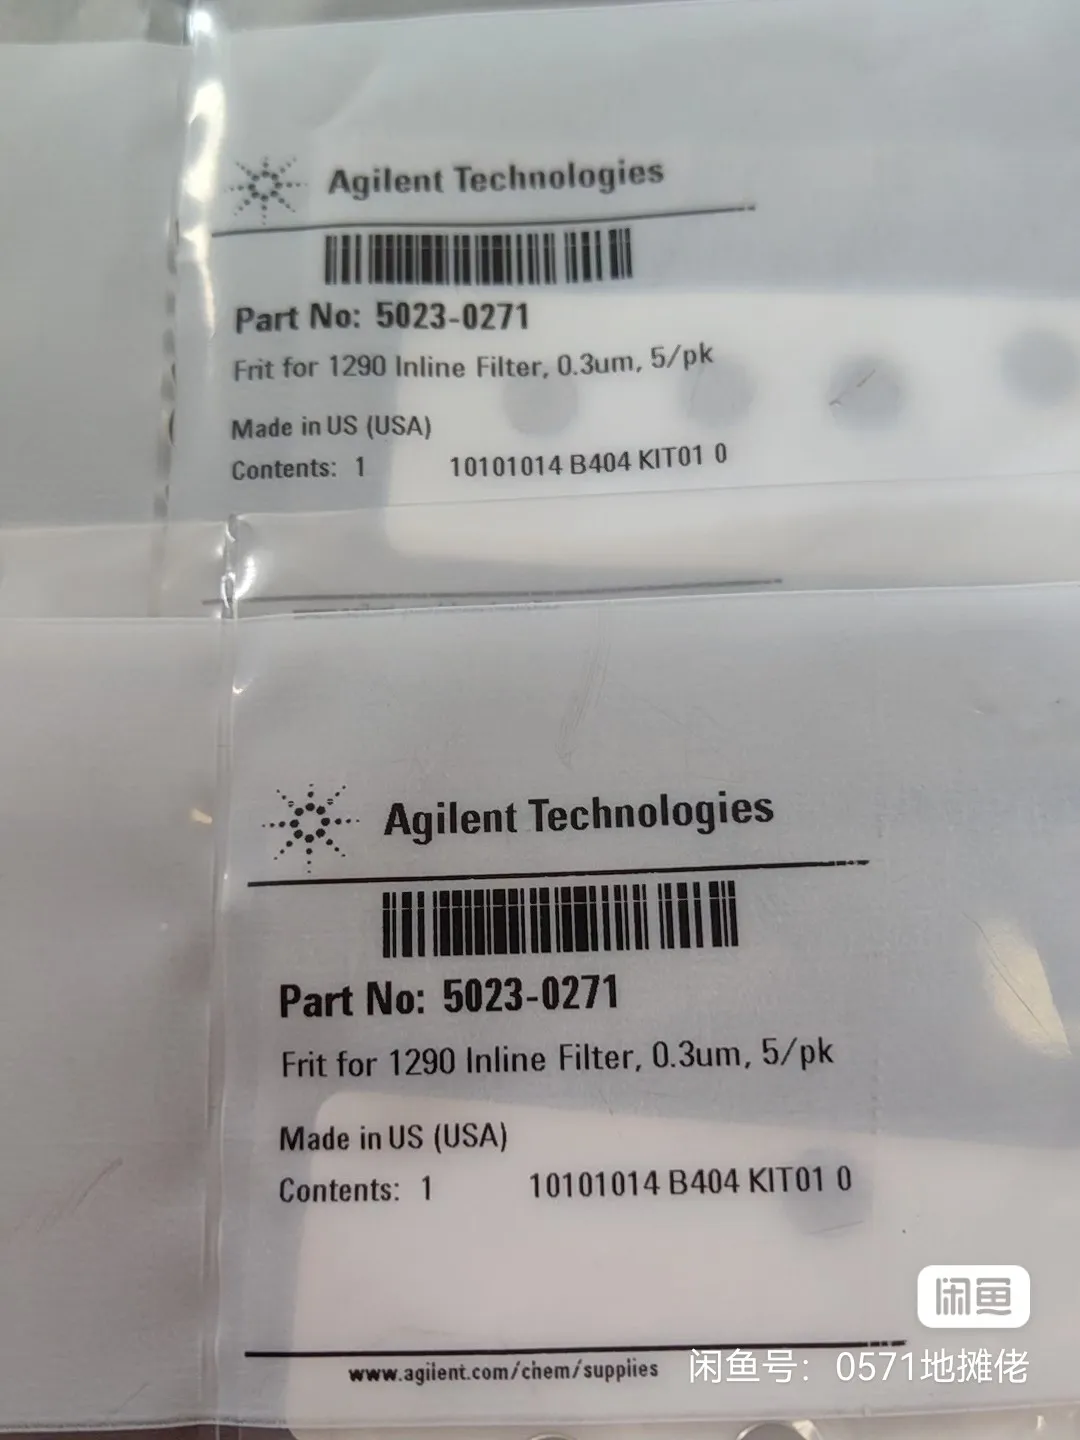 Agilent Technologies
Part No: 5023-0271
Frit for 1290 Inline Filter, 0.3um, 5/pk
Made in US (USA)
Contents: 1 10101014 B404 KIT01 0
Agilent Technologies
Part No: 5023-0271
Frit for 1290 Inline Filter, 0.3um, 5/pk
Made in US (USA)
Contents: 1 10101014 B404 KIT01 0
www.agilent.com/chem/supplies
闲鱼
闲鱼号：0571地摊佬